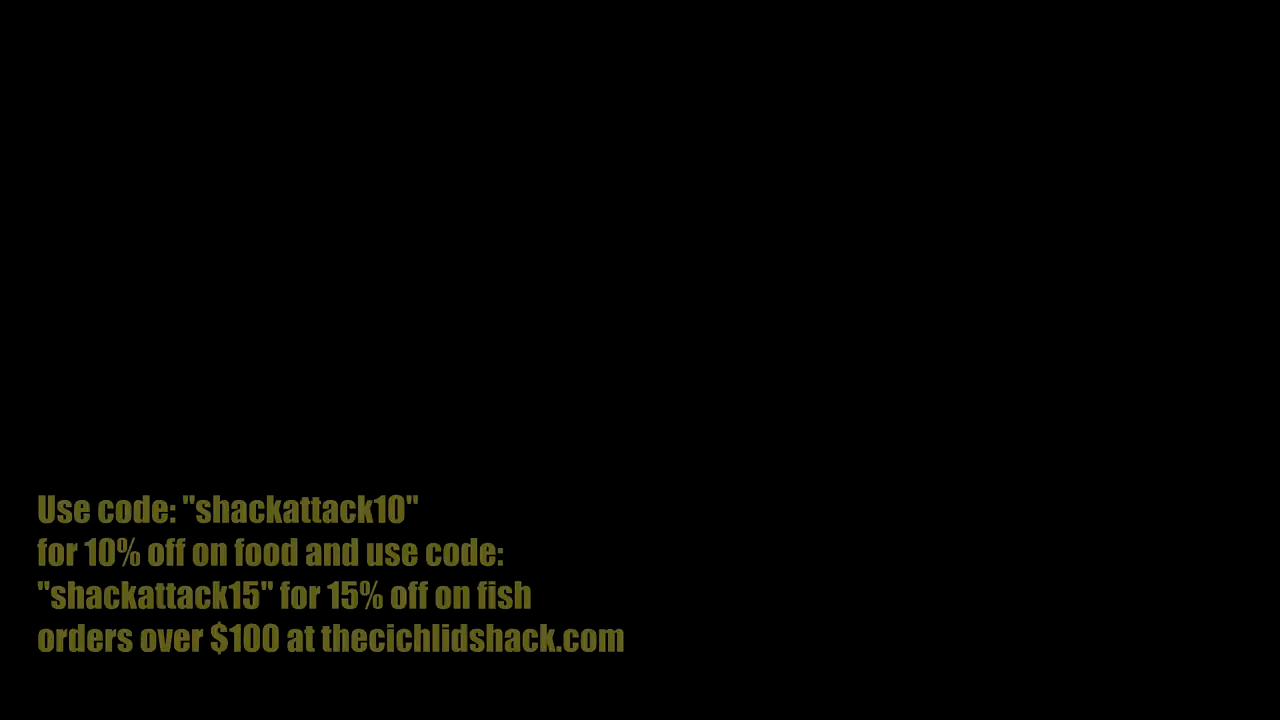 Use code: "shackattack10"
for 10% off on food and use code:
"shackattack15" for 15% off on fish
orders over $100 at thecichlidshack.com